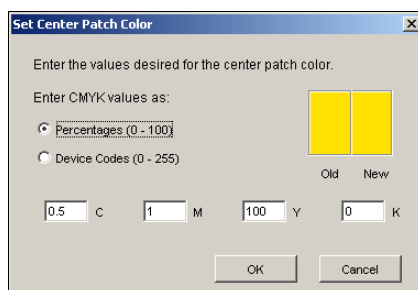 Set Center Patch Color
Enter the values desired for the center patch color.
Enter CMYK values as:
Percentages (0 - 100)
Device Codes (0 - 255)
Old New
0.5 C 1 M 100 Y 0 K
OK Cancel